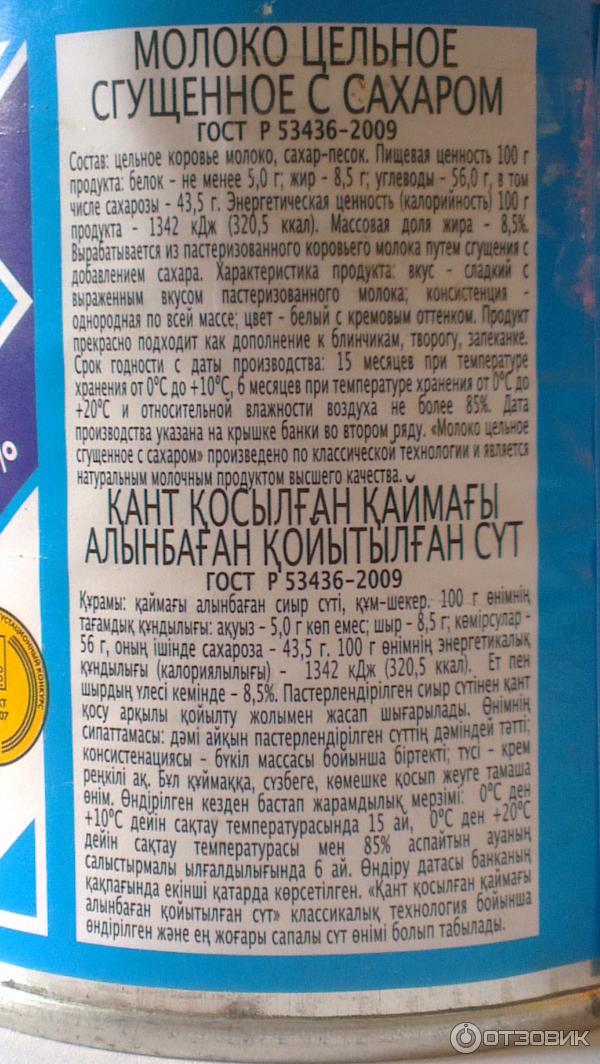 МОЛОКО ЦЕЛЬНОЕ
СГУЩЕННОЕ С САХАРОМ
ГОСТ Р 53436-2009
Состав: цельное коровье молоко, сахар-песок. Пищевая ценность 100 г
продукта: белок - не менее 5,0 г; жир - 8,5 г; углеводы - 56,0 г, в том
числе сахарозы - 43,5 г. Энергетическая ценность (калорийность) 100 г
продукта - 1342 кДж (320,5 ккал). Массовая доля жира - 8,5%.
Вырабатывается из пастеризованного коровьего молока путем сгущения с
добавлением сахара. Характеристика продукта: вкус - сладкий с
выраженным вкусом пастеризованного молока; консистенция -
однородная по всей массе; цвет - белый с кремовым оттенком. Продукт
прекрасно подходит как дополнение к блинчикам, творогу, запеканке.
Срок годности с даты производства: 15 месяцев при температуре
хранения от 0°С до +10°С, 6 месяцев при температуре хранения от 0°С до
+20°С и относительной влажности воздуха не более 85%. Дата
производства указана на крышке банки во втором ряду. «Молоко цельное
сгущенное с сахаром» произведено по классической технологии и является
натуральным молочным продуктом высшего качества.
ҚАНТ ҚОСЫЛҒАН ҚАЙМАҒЫ
АЛЫНБАҒАН ҚОЙЫТЫЛҒАН СҮТ
ГОСТ Р 53436-2009
Құрамы: қаймағы алынбаған сиыр сүті, құм-шекер. 100 г өнімнің
тағамдық құндылығы: ақуыз - 5,0 г көп емес; шыр - 8,5 г; көмірсулар -
56 г, оның ішінде сахароза - 43,5 г. 100 г өнімнің энергетикалық
құндылығы (калориялылығы) - 1342 кДж (320,5 ккал). Ет пен
шырдың үлесі кемінде - 8,5%. Пастерлендірілген сиыр сүтінен қант
қосу арқылы қойылту жолымен жасап шығарылады. Өнімнің
сипаттамасы: дәмі айқын пастерлендірілген сүттің дәміндей тәтті;
консистенциясы - бүкіл массасы бойынша біртекті; түсі - крем
реңкілі ақ. Бұл құймаққа, сүзбеге, көмешке қосып жеуге тамаша
өнім. Өндірілген кезден бастап жарамдылық мерзімі: 0°С ден
+10°С дейін сақтау температурасында 15 ай, 0°С ден +20°С
дейін сақтау температурасы мен 85% аспайтын ауаның
салыстырмалы ылғалдылығында 6 ай. Өндіру датасы банканың
қақпағында екінші қатарда көрсетілген. «Қант қосылған қаймағы
алынбаған қойытылған сүт» классикалық технология бойынша
өндірілген және ең жоғары сапалы сүт өнімі болып табылады.
%
КОНКУРС
07
ОТЗОВИК